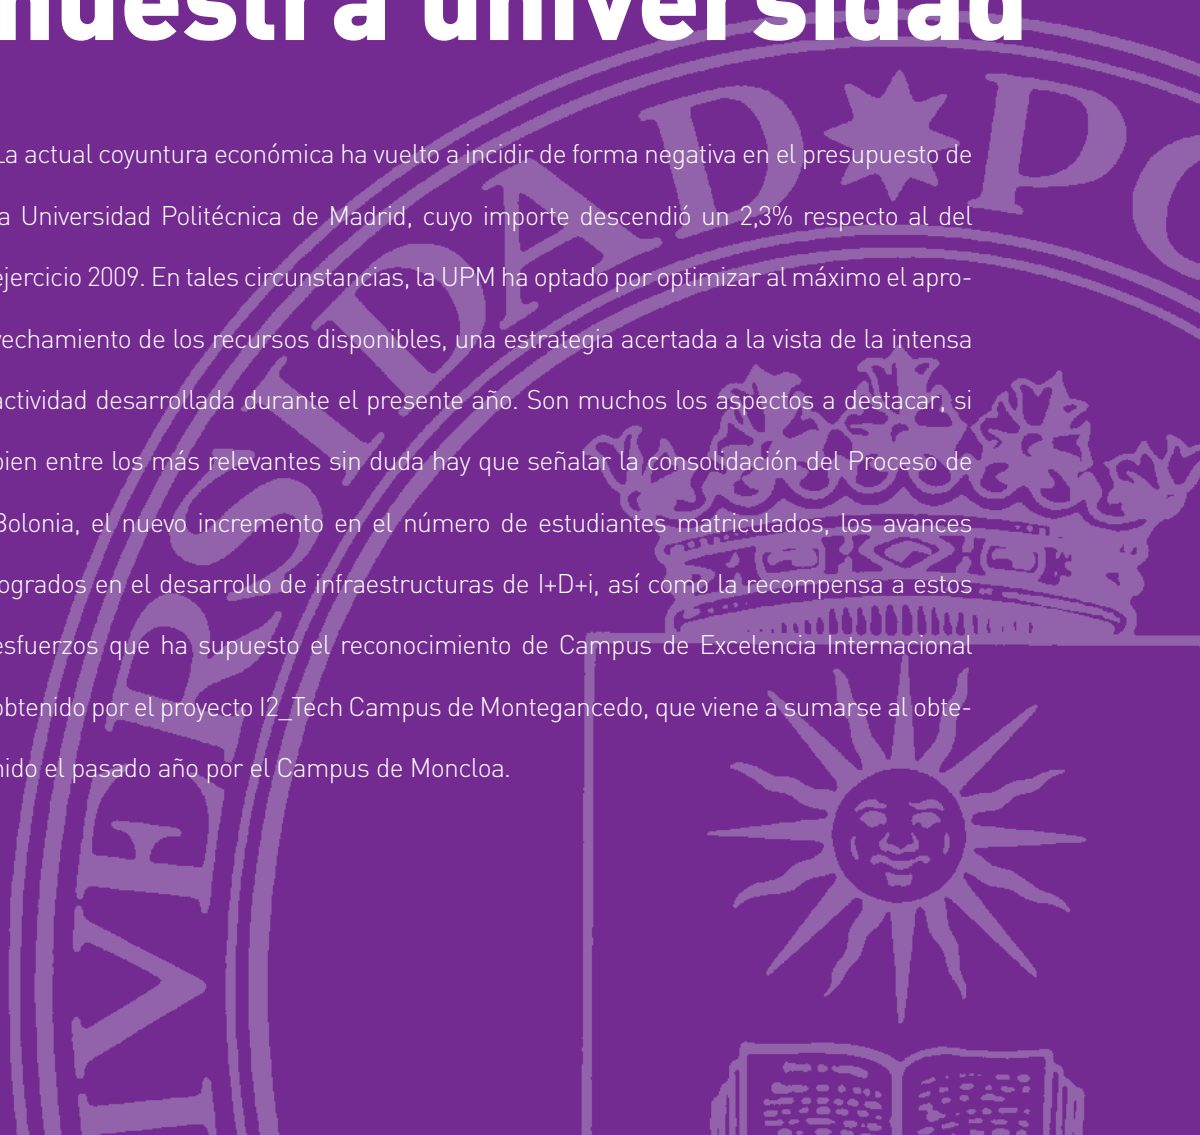 nuestra universidad
La actual coyuntura económica ha vuelto a incidir de forma negativa en el presupuesto de
la Universidad Politécnica de Madrid, cuyo importe descendió un 2,3% respecto al del
ejercicio 2009. En tales circunstancias, la UPM ha optado por optimizar al máximo el apro-
vechamiento de los recursos disponibles, una estrategia acertada a la vista de la intensa
actividad desarrollada durante el presente año. Son muchos los aspectos a destacar, si
bien entre los más relevantes sin duda hay que señalar la consolidación del Proceso de
Bolonia, el nuevo incremento en el número de estudiantes matriculados, los avances
logrados en el desarrollo de infraestructuras de I+D+i, así como la recompensa a estos
esfuerzos que ha supuesto el reconocimiento de Campus de Excelencia Internacional
obtenido por el proyecto I2_Tech Campus de Montegancedo, que viene a sumarse al obte-
nido el pasado año por el Campus de Moncloa.
IVERSIDAD PO